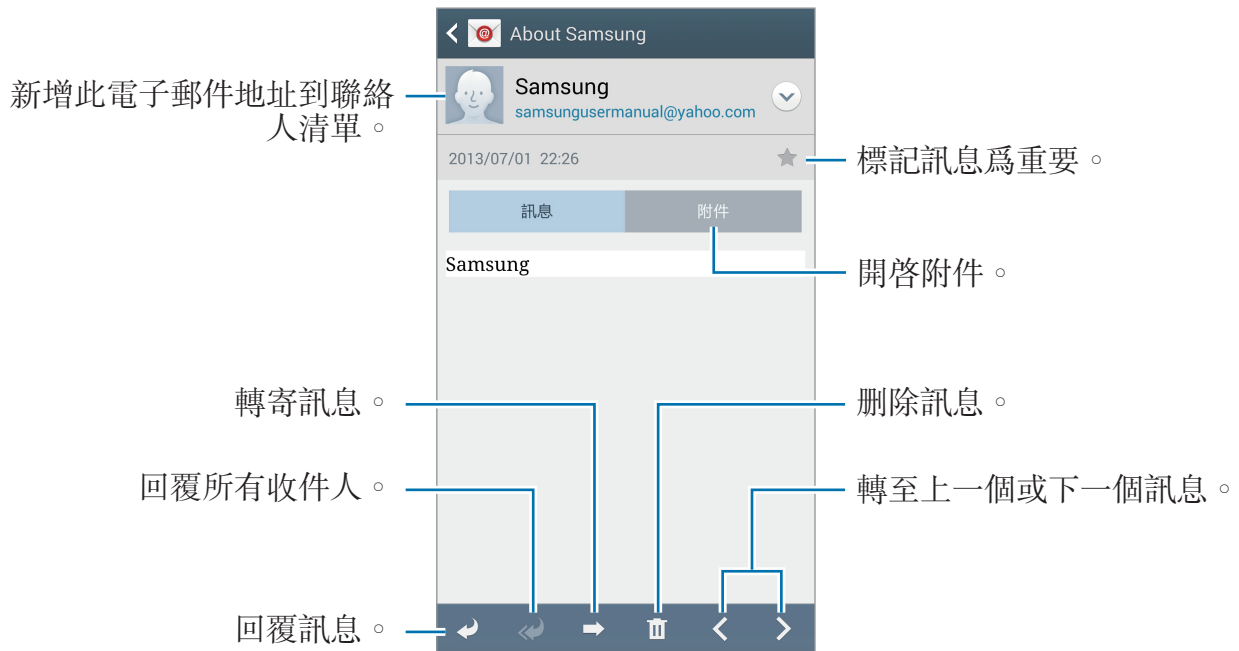 About Samsung
Samsung
samsungusermanual@yahoo.com
新增此電子郵件地址到聯絡
人清單。
2013/07/01 22:26
標記訊息爲重要。
訊息
附件
Samsung
開啓附件。
轉寄訊息。
刪除訊息。
回覆所有收件人。
轉至上一個或下一個訊息。
回覆訊息。